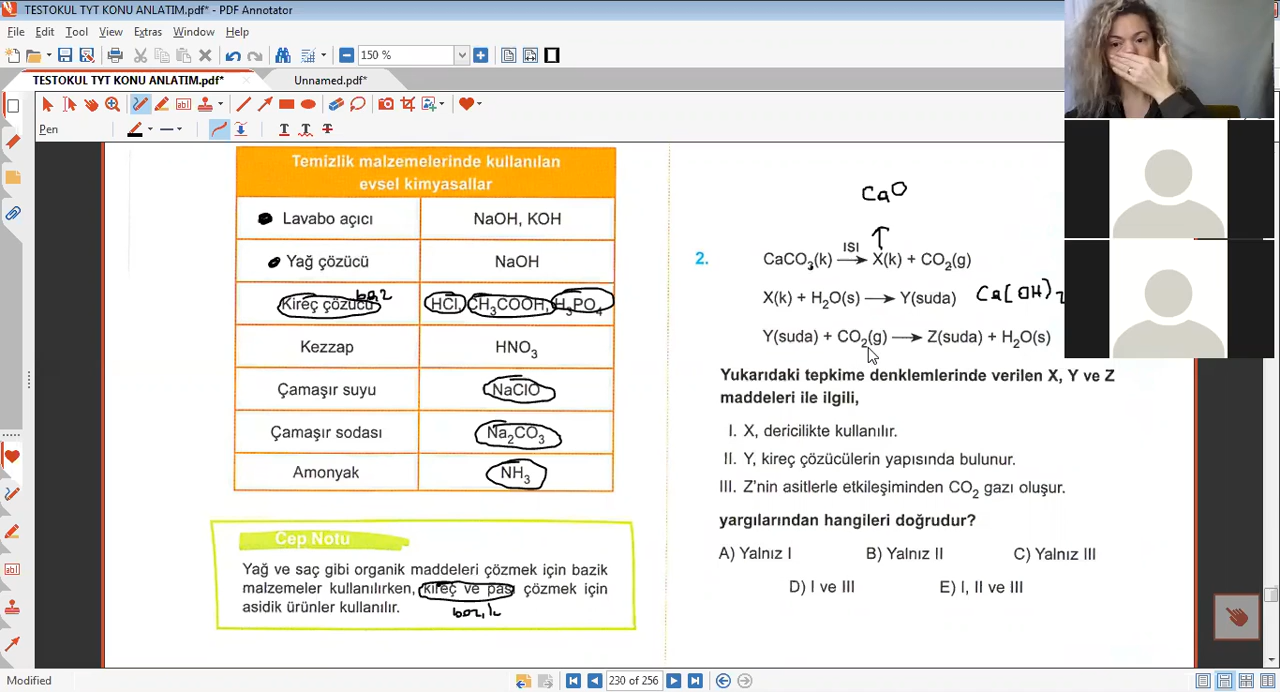 TESTOKUL TYT KONU ANLATIM.pdf* - PDF Annotator
File Edit Tool View Extras Window Help
150 %
TESTOKUL TYT KONU ANLATIM.pdf* Unnamed.pdf*
Pen
Temizlik malzemelerinde kullanılan
evsel kimyasallar
Lavabo açıcı NaOH, KOH
Yağ çözücü NaOH
Kireç çözücü HCl, CH₃COOH, H₃PO₄
baz
Kezzap HNO₃
Çamaşır suyu NaClO
Çamaşır sodası Na₂CO₃
Amonyak NH₃
Cep Notu
Yağ ve saç gibi organik maddeleri çözmek için bazik
malzemeler kullanılırken, kireç ve pası çözmek için
asidik ürünler kullanılır.
bazik
CaO
2. CaCO₃(k) ISI → X(k) + CO₂(g)
X(k) + H₂O(s) → Y(suda) Ca(OH)₂
Y(suda) + CO₂(g) → Z(suda) + H₂O(s)
Yukarıdaki tepkime denklemlerinde verilen X, Y ve Z
maddeleri ile ilgili,
I. X, dericilikte kullanılır.
II. Y, kireç çözücülerin yapısında bulunur.
III. Z'nin asitlerle etkileşiminden CO₂ gazı oluşur.
yargılarından hangileri doğrudur?
A) Yalnız I B) Yalnız II C) Yalnız III
D) I ve III E) I, II ve III
Modified 230 of 256